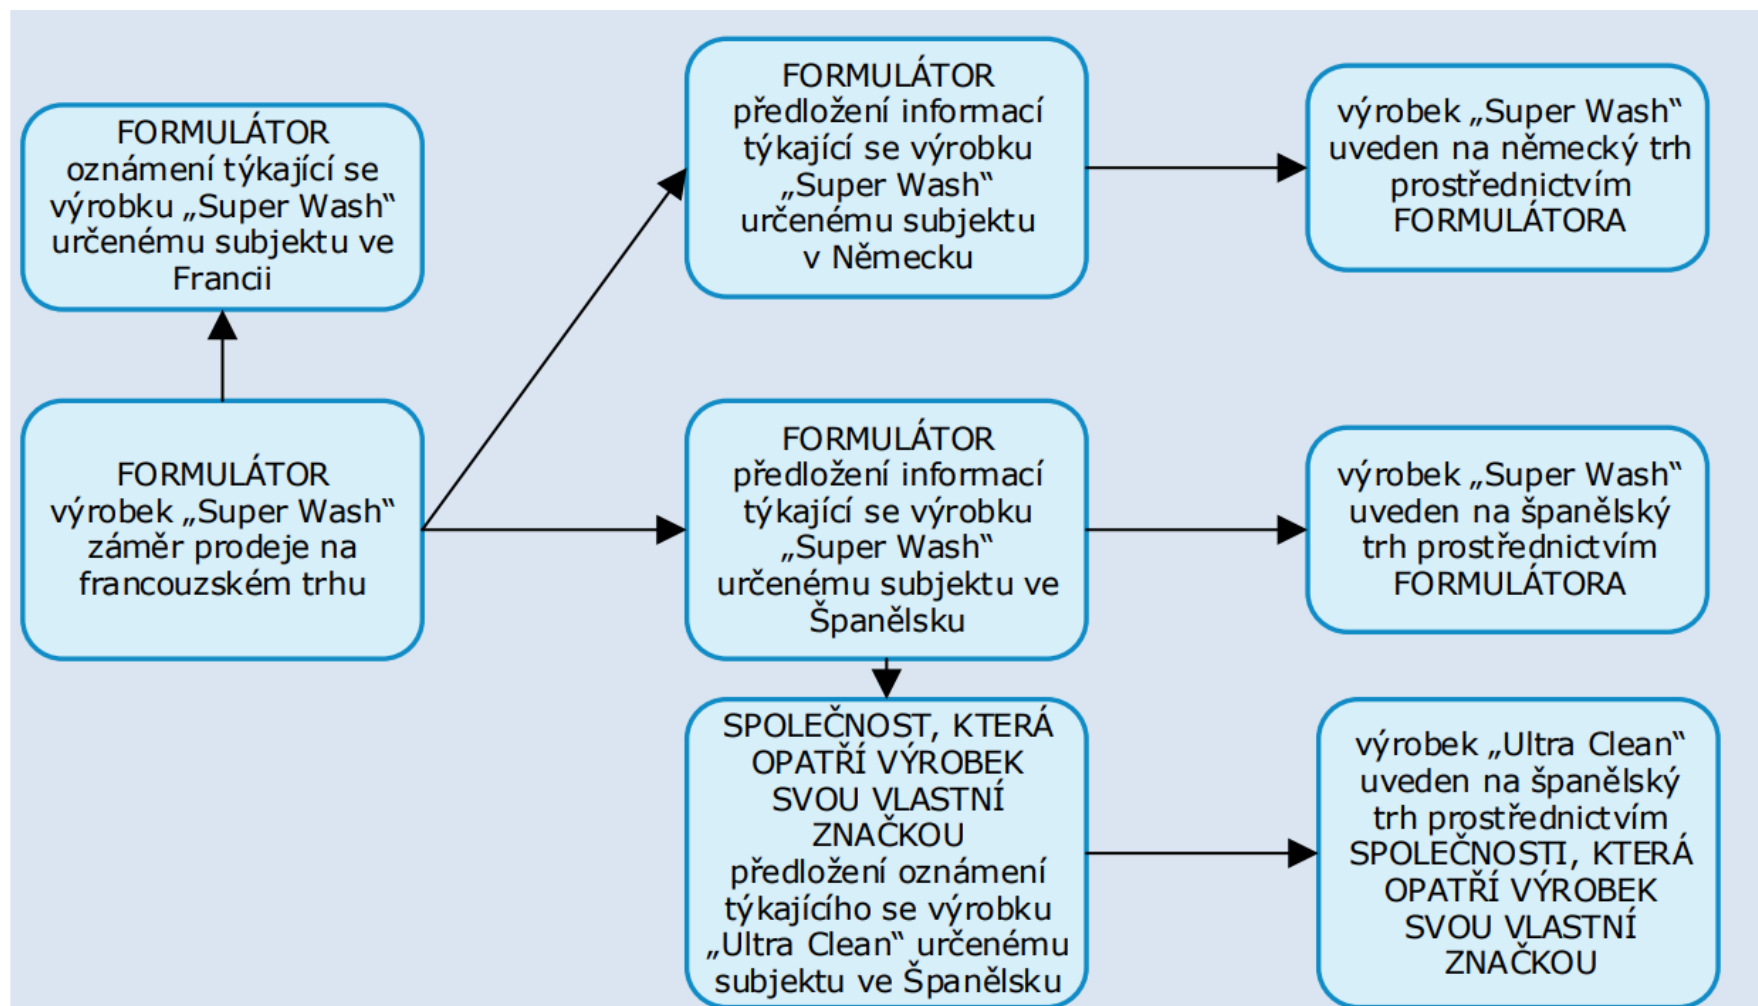 FORMULÁTOR
oznámení týkající se
výrobku „Super Wash“
určenému subjektu ve
Francii
FORMULÁTOR
výrobek „Super Wash“
záměr prodeje na
francouzském trhu
FORMULÁTOR
předložení informací
týkající se výrobku
„Super Wash“
určenému subjektu
v Německu
výrobek „Super Wash“
uveden na německý trh
prostřednictvím
FORMULÁTORA
FORMULÁTOR
předložení informací
týkající se výrobku
„Super Wash“
určenému subjektu ve
Španělsku
výrobek „Super Wash“
uveden na španělský
trh prostřednictvím
FORMULÁTORA
SPOLEČNOST, KTERÁ
OPATŘÍ VÝROBEK
SVOU VLASTNÍ
ZNAČKOU
předložení oznámení
týkajícího se výrobku
„Ultra Clean“ určenému
subjektu ve Španělsku
výrobek „Ultra Clean“
uveden na španělský
trh prostřednictvím
SPOLEČNOSTI, KTERÁ
OPATŘÍ VÝROBEK
SVOU VLASTNÍ
ZNAČKOU